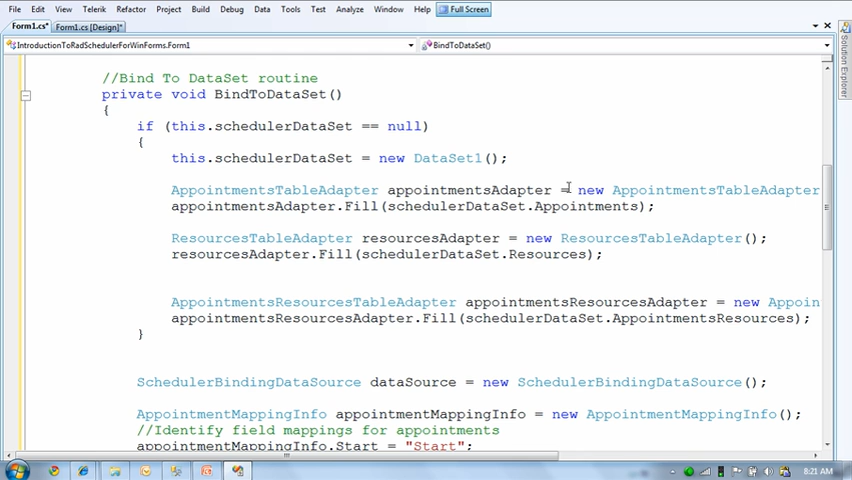 File Edit View Telerik Refactor Project Build Debug Data Tools Test Analyze Window Help Full Screen
Form1.cs* Form1.cs [Design]*
IntroductionToRadSchedulerForWinForms.Form1 BindToDataSet()
Solution Explorer
//Bind To DataSet routine
private void BindToDataSet()
{
if (this.schedulerDataSet == null)
{
this.schedulerDataSet = new DataSet1();
AppointmentsTableAdapter appointmentsAdapter = new AppointmentsTableAdapter
appointmentsAdapter.Fill(schedulerDataSet.Appointments);
ResourcesTableAdapter resourcesAdapter = new ResourcesTableAdapter();
resourcesAdapter.Fill(schedulerDataSet.Resources);
AppointmentsResourcesTableAdapter appointmentsResourcesAdapter = new Appoin
appointmentsResourcesAdapter.Fill(schedulerDataSet.AppointmentsResources);
}
SchedulerBindingDataSource dataSource = new SchedulerBindingDataSource();
AppointmentMappingInfo appointmentMappingInfo = new AppointmentMappingInfo();
//Identify field mappings for appointments
appointmentMappingInfo.Start = "Start";
8:21 AM